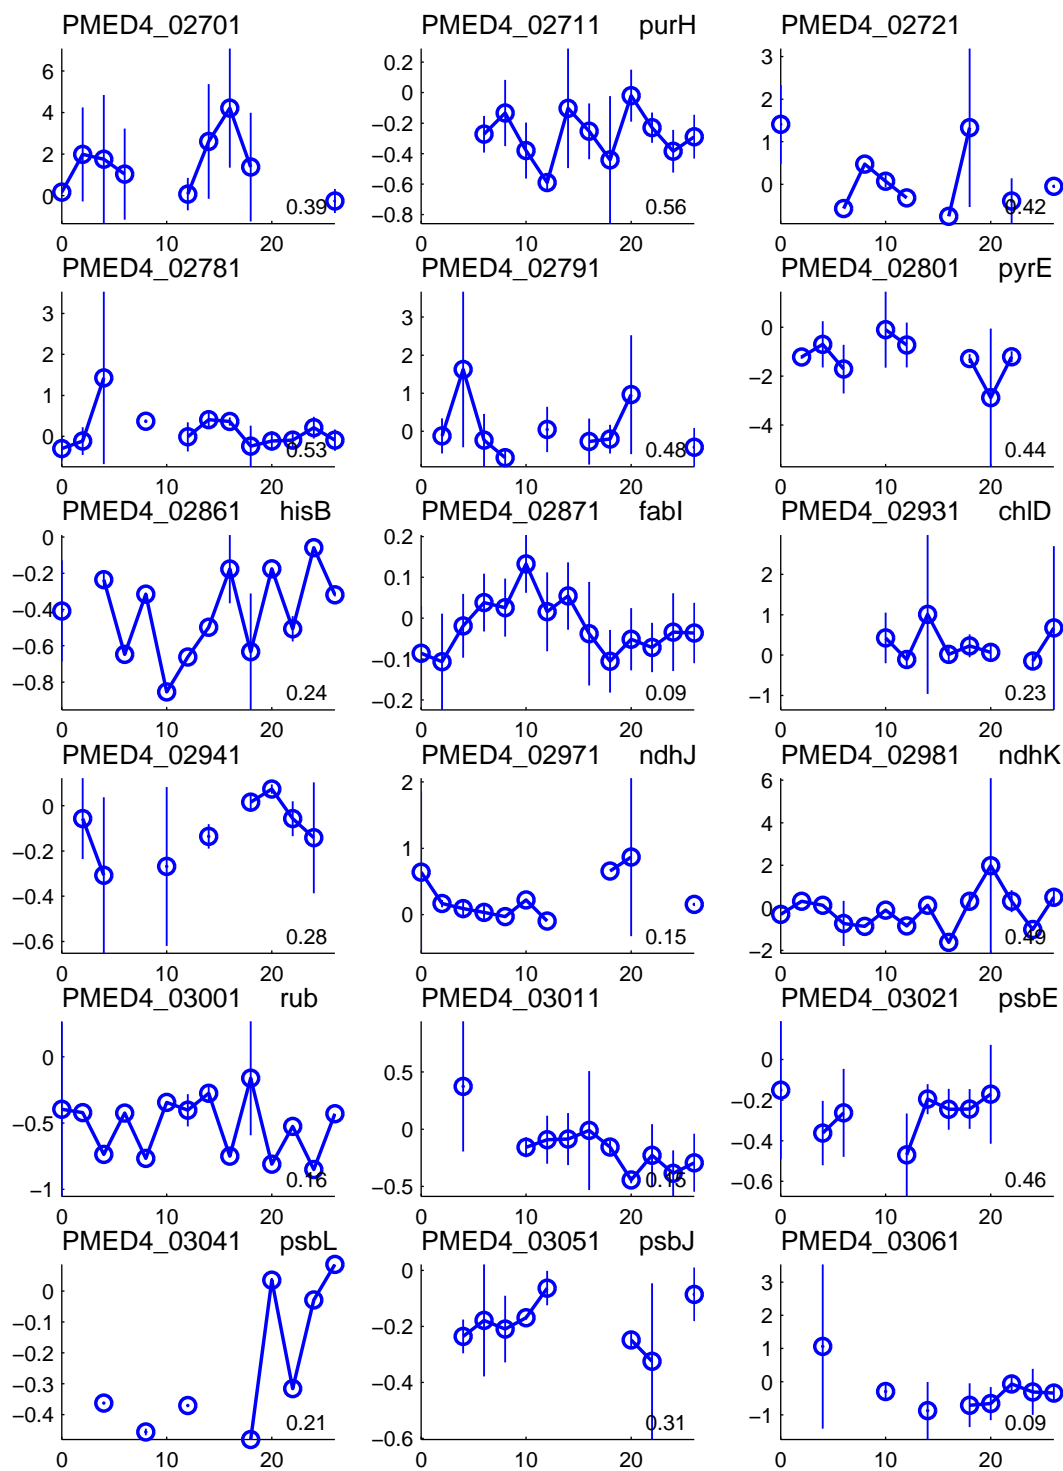 PMED4_02701 PMED4_02711 purH PMED4_02721
6 4 2 0
0.2 0 −0.2 −0.4 −0.6 −0.8
3 2 1 0
0.39 0.56 0.42
0 10 20 0 10 20 0 10 20
PMED4_02781 PMED4_02791 PMED4_02801 pyrE
3 2 1 0
3 2 1 0
0 −2 −4
0.53 0.48 0.44
0 10 20 0 10 20 0 10 20
PMED4_02861 hisB PMED4_02871 fabI PMED4_02931 chlD
0 −0.2 −0.4 −0.6 −0.8
0.2 0.1 0 −0.1 −0.2
2 1 0 −1
0.24 0.09 0.23
0 10 20 0 10 20 0 10 20
PMED4_02941 PMED4_02971 ndhJ PMED4_02981 ndhK
0 −0.2 −0.4 −0.6
2 1 0
6 4 2 0 −2
0.28 0.15 0.49
0 10 20 0 10 20 0 10 20
PMED4_03001 rub PMED4_03011 PMED4_03021 psbE
0 −0.5 −1
0.5 0 −0.5
0 −0.2 −0.4 −0.6
0.16 0.15 0.46
0 10 20 0 10 20 0 10 20
PMED4_03041 psbL PMED4_03051 psbJ PMED4_03061
0 −0.1 −0.2 −0.3 −0.4
0 −0.2 −0.4 −0.6
3 2 1 0 −1
0.21 0.31 0.09
0 10 20 0 10 20 0 10 20